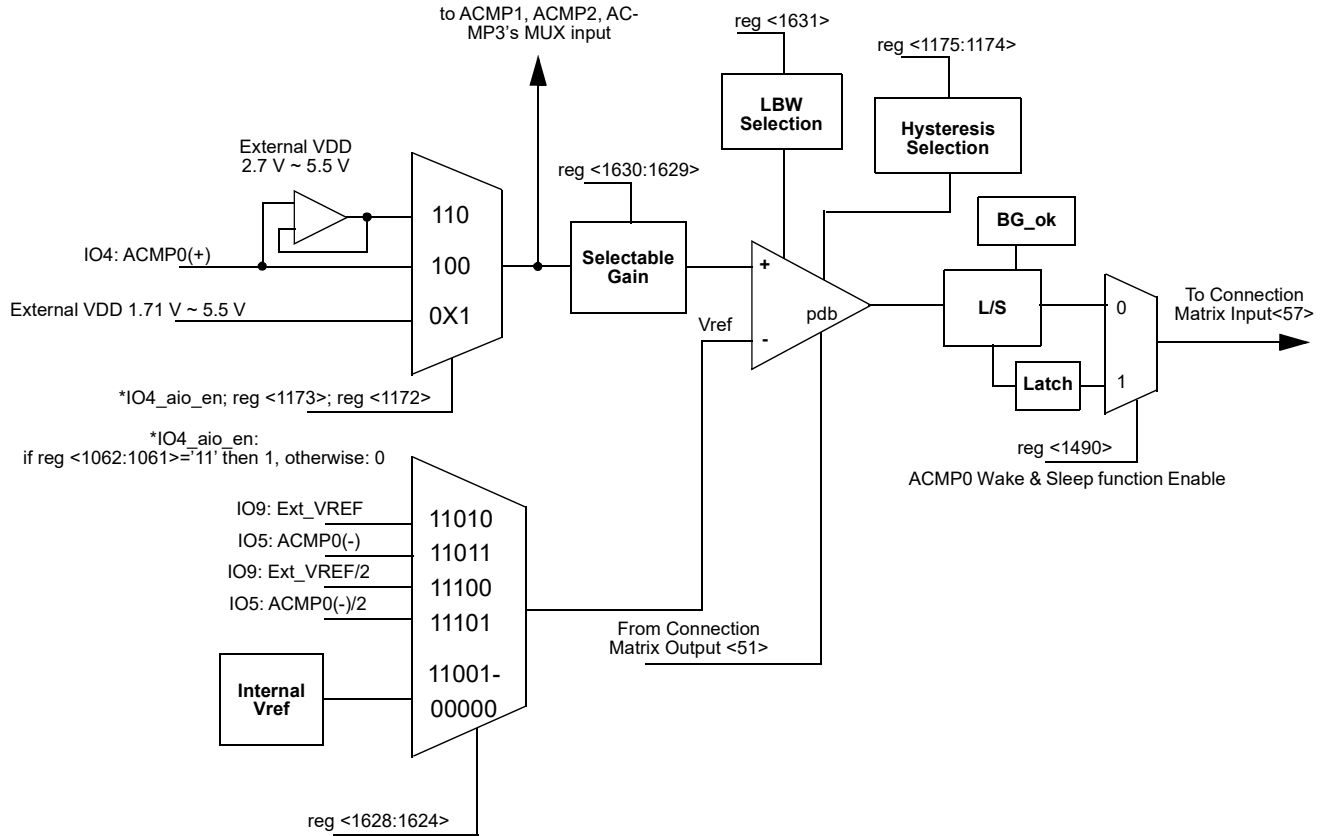 to ACMP1, ACMP2, AC-
MP3's MUX input
reg <1631>
reg <1175:1174>
LBW
Selection
Hysteresis
Selection
External VDD
2.7 V ~ 5.5 V
reg <1630:1629>
110
BG_ok
IO4: ACMP0(+)
100
Selectable
Gain
+
External VDD 1.71 V ~ 5.5 V
0X1
Vref
-
pdb
L/S
0
To Connection
Matrix Input<57>
Latch
1
*IO4_aio_en; reg <1173>; reg <1172>
*IO4_aio_en:
if reg <1062:1061>='11' then 1, otherwise: 0
reg <1490>
ACMP0 Wake & Sleep function Enable
IO9: Ext_VREF
11010
IO5: ACMP0(-)
11011
IO9: Ext_VREF/2
11100
IO5: ACMP0(-)/2
11101
From Connection
Matrix Output <51>
Internal
Vref
11001-
00000
reg <1628:1624>